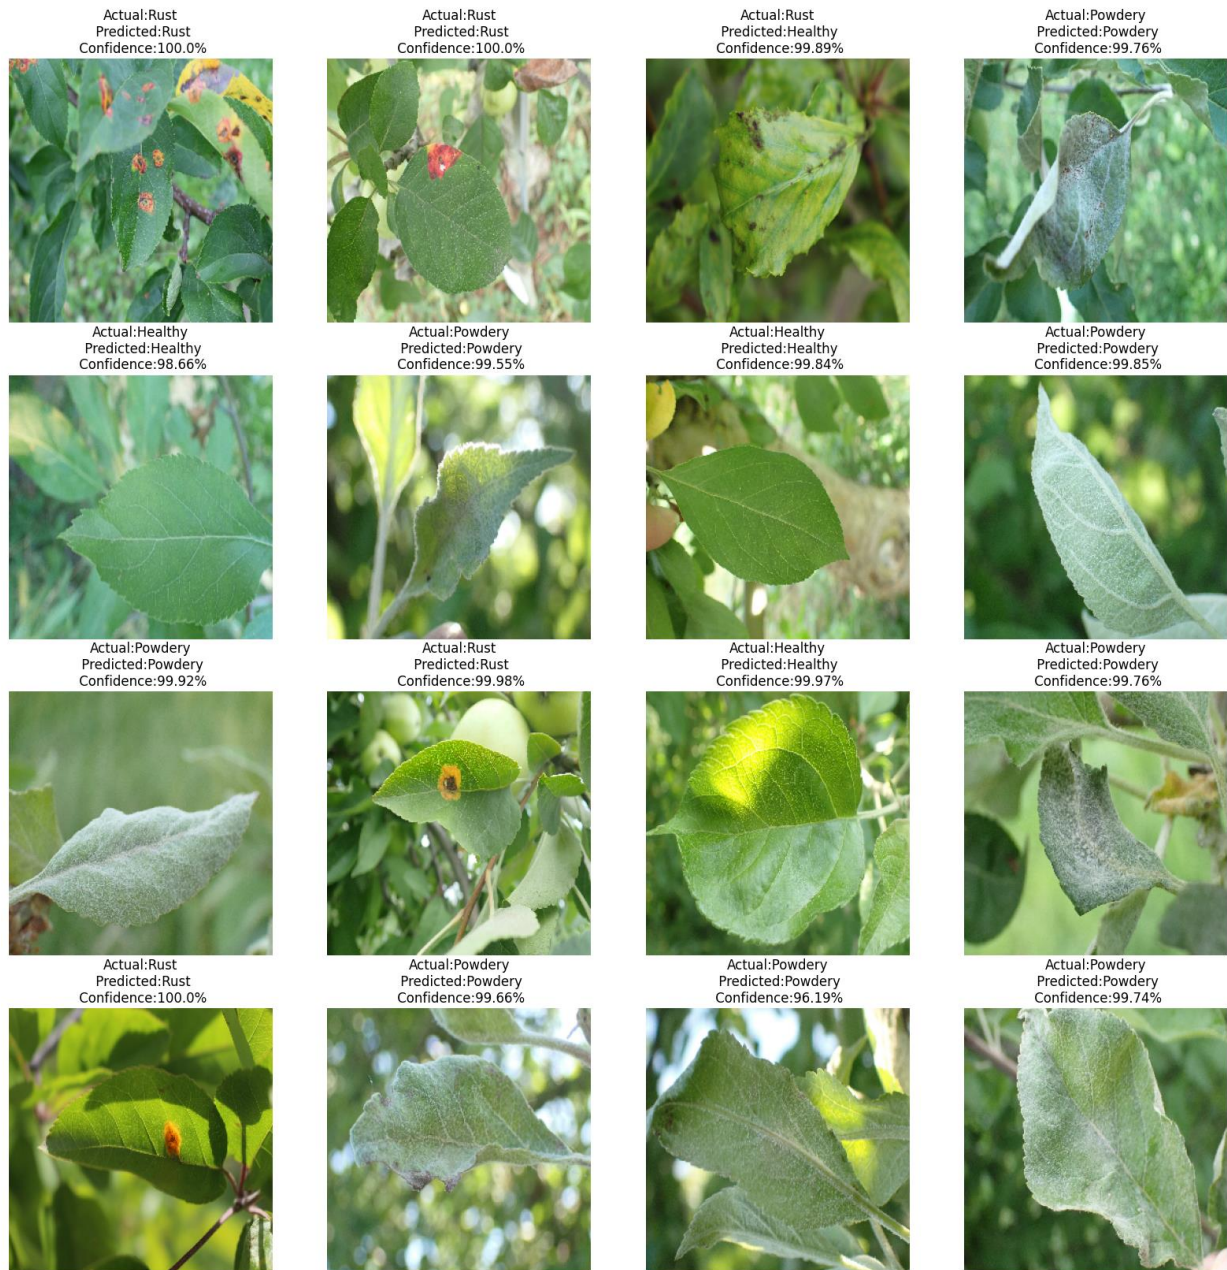 Actual:Rust
Predicted:Rust
Confidence:100.0%
Actual:Rust
Predicted:Rust
Confidence:100.0%
Actual:Rust
Predicted:Healthy
Confidence:99.89%
Actual:Powdery
Predicted:Powdery
Confidence:99.76%
Actual:Healthy
Predicted:Healthy
Confidence:98.66%
Actual:Powdery
Predicted:Powdery
Confidence:99.55%
Actual:Healthy
Predicted:Healthy
Confidence:99.84%
Actual:Powdery
Predicted:Powdery
Confidence:99.85%
Actual:Powdery
Predicted:Powdery
Confidence:99.92%
Actual:Rust
Predicted:Rust
Confidence:99.98%
Actual:Healthy
Predicted:Healthy
Confidence:99.97%
Actual:Powdery
Predicted:Powdery
Confidence:99.76%
Actual:Rust
Predicted:Rust
Confidence:100.0%
Actual:Powdery
Predicted:Powdery
Confidence:99.66%
Actual:Powdery
Predicted:Powdery
Confidence:96.19%
Actual:Powdery
Predicted:Powdery
Confidence:99.74%